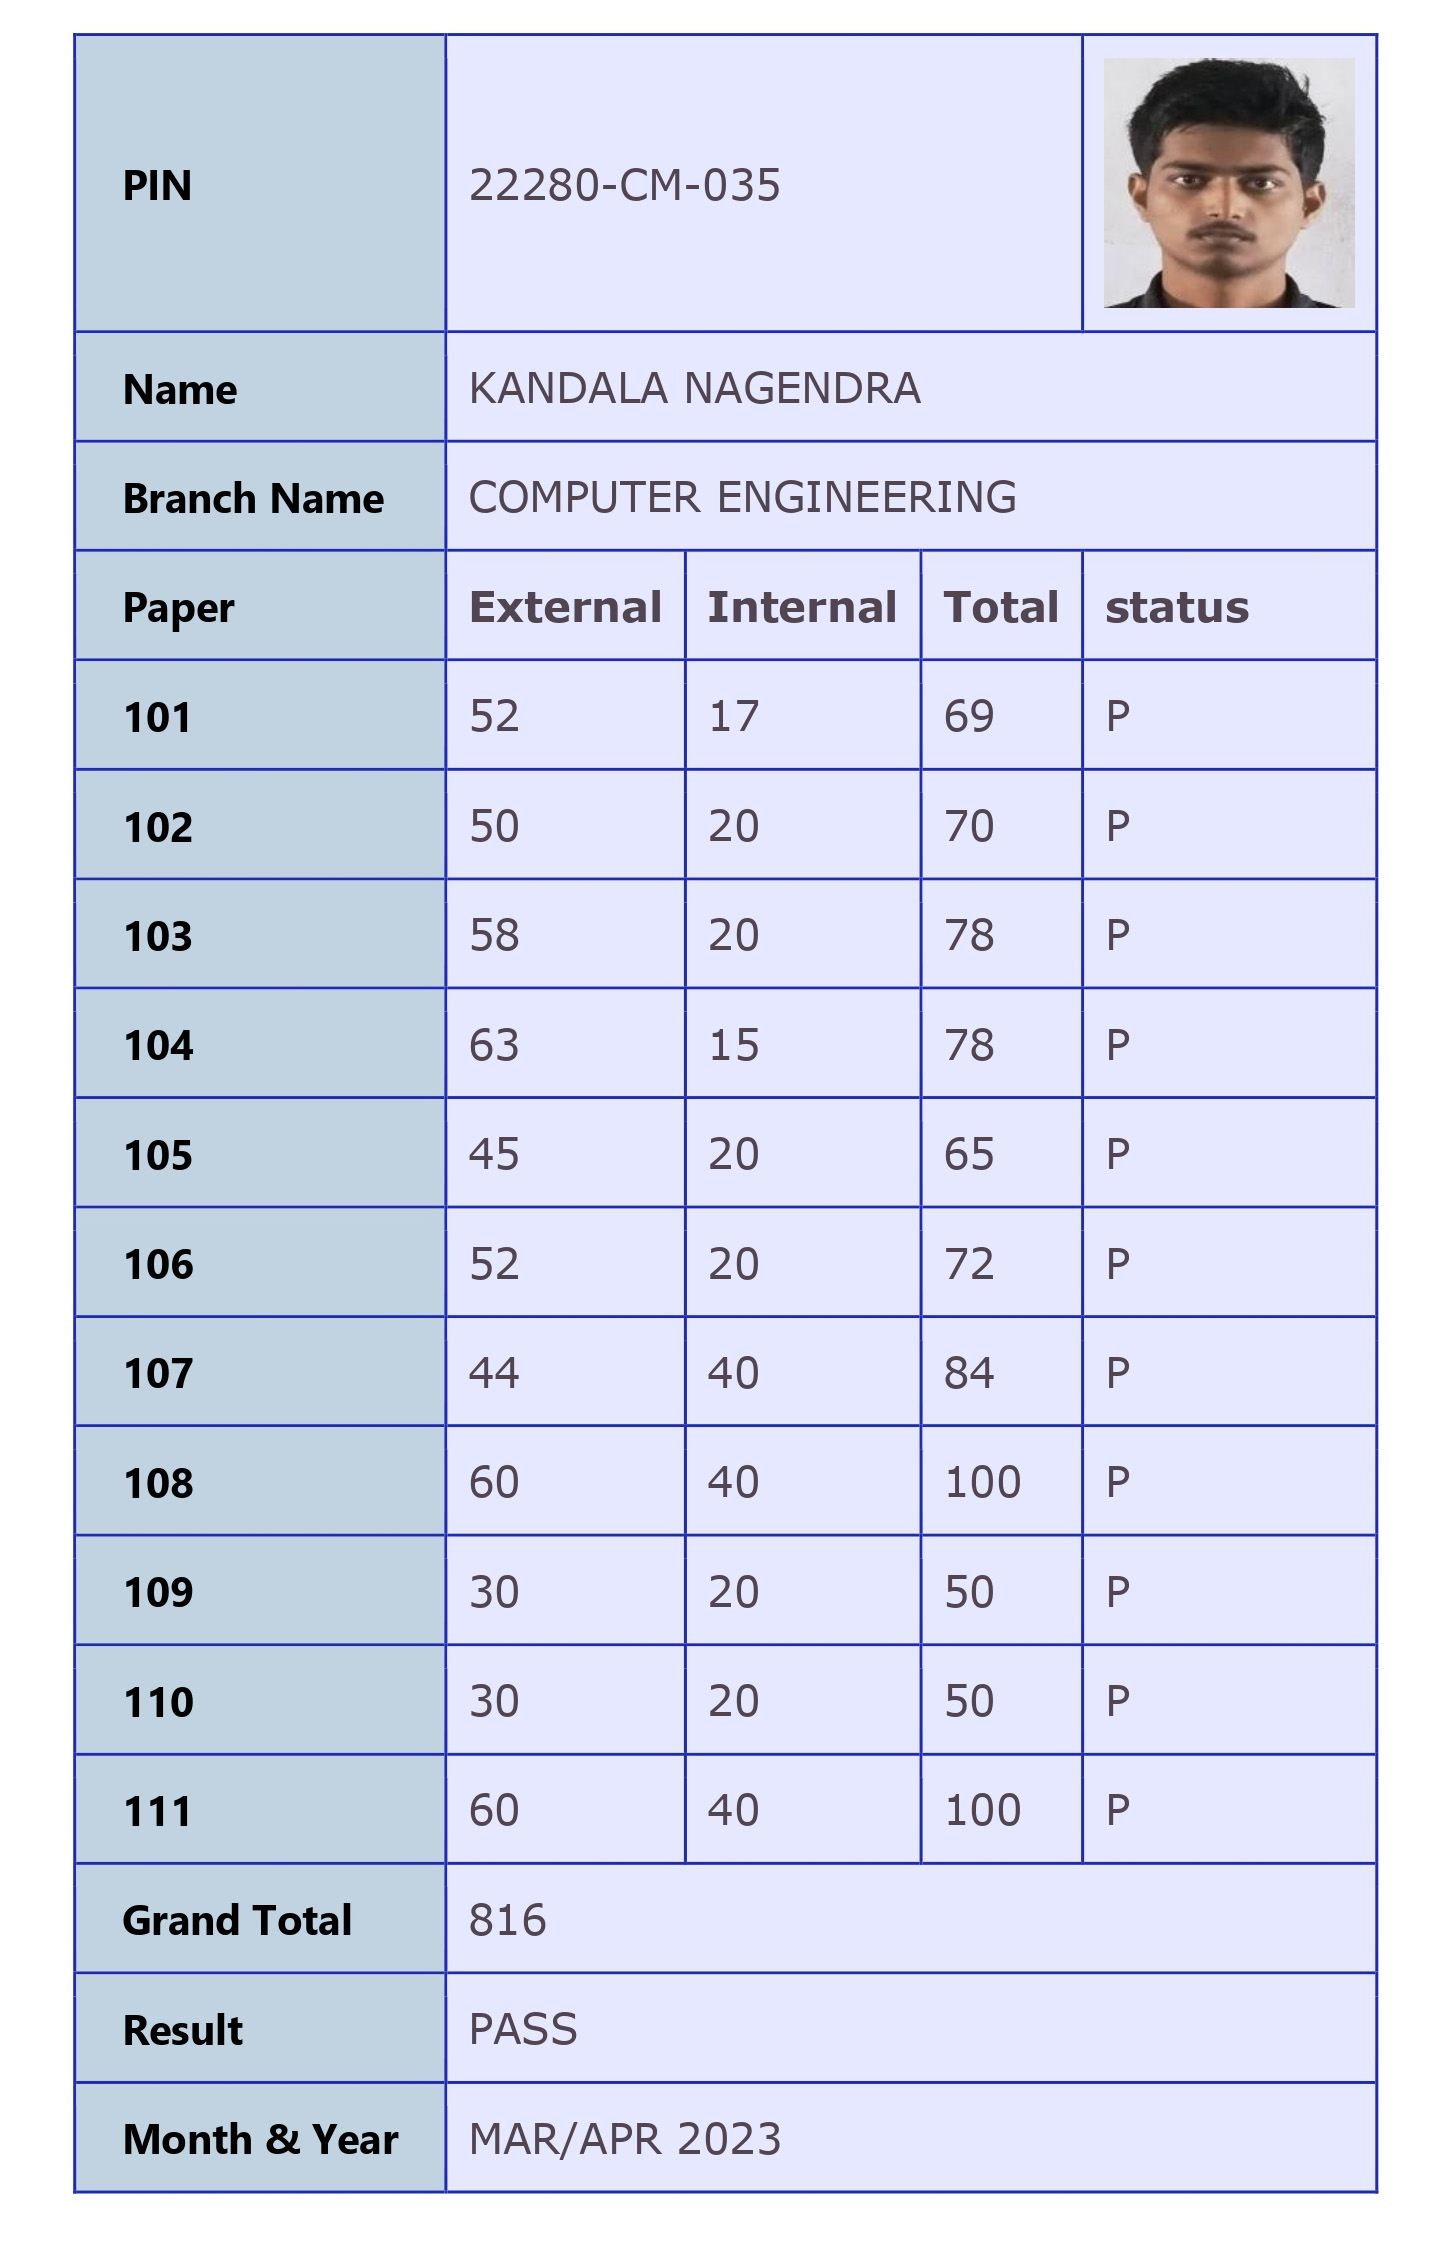 PIN 22280-CM-035
Name KANDALA NAGENDRA
Branch Name COMPUTER ENGINEERING
Paper External Internal Total status
101 52 17 69 P
102 50 20 70 P
103 58 20 78 P
104 63 15 78 P
105 45 20 65 P
106 52 20 72 P
107 44 40 84 P
108 60 40 100 P
109 30 20 50 P
110 30 20 50 P
111 60 40 100 P
Grand Total 816
Result PASS
Month & Year MAR/APR 2023